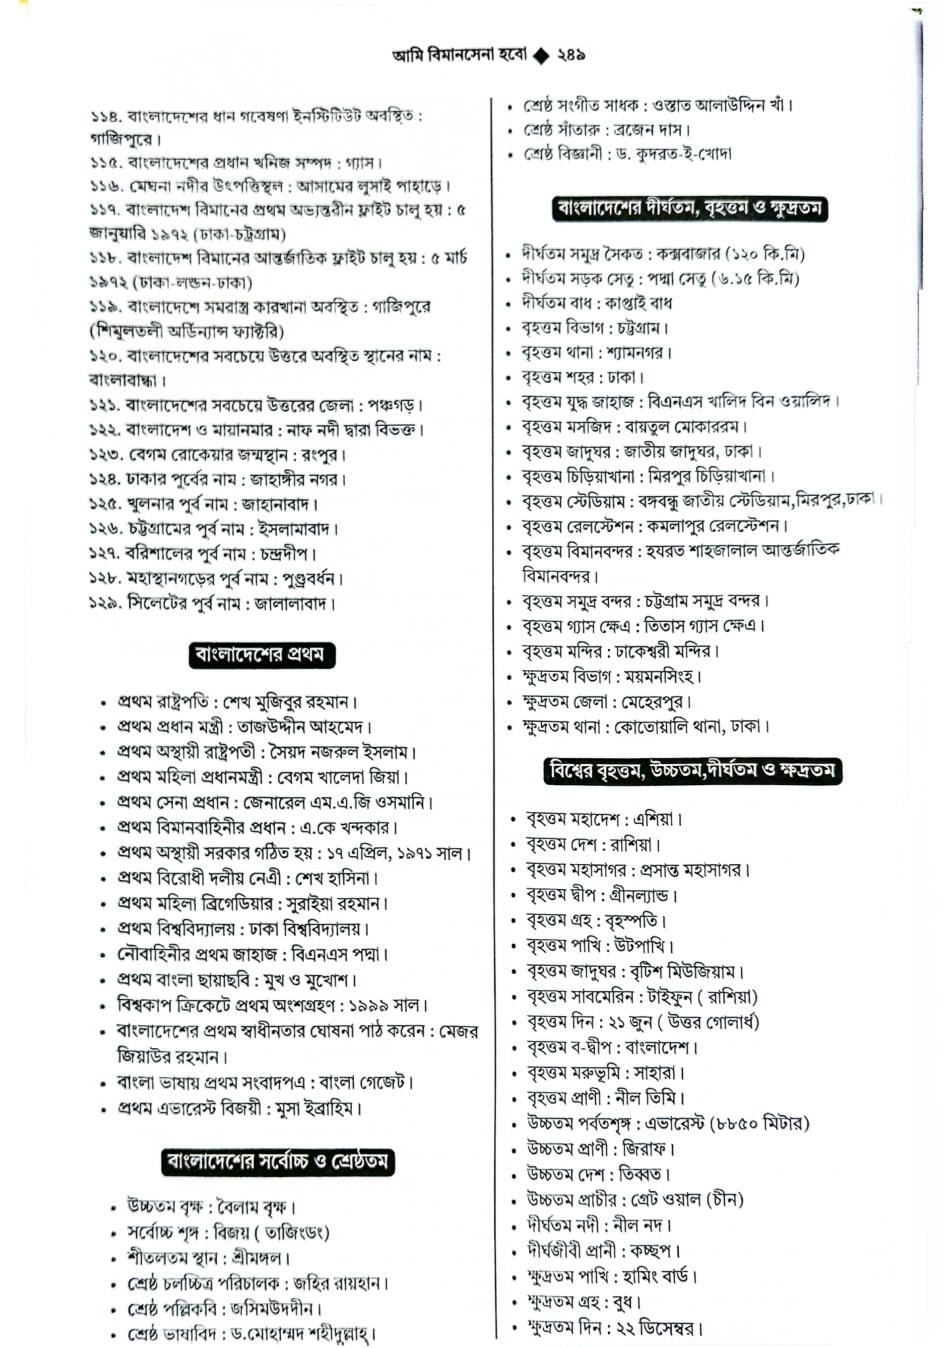 আমি বিমানসেনা হবো ◆ ২৪৯
১১৪. বাংলাদেশের ধান গবেষণা ইনস্টিটিউট অবস্থিত :
গাজিপুরে।
১১৫. বাংলাদেশের প্রধান খনিজ সম্পদ : গ্যাস।
১১৬. মেঘনা নদীর উৎপত্তিস্থল : আসামের লুসাই পাহাড়ে।
১১৭. বাংলাদেশ বিমানের প্রথম অভ্যন্তরীন ফ্লাইট চালু হয় : ৫
জানুয়ারি ১৯৭২ (ঢাকা-চট্রগ্রাম)
১১৮. বাংলাদেশ বিমানের আন্তর্জাতিক ফ্লাইট চালু হয় : ৫ মার্চ
১৯৭২ (ঢাকা-লন্ডন-ঢাকা)
১১৯. বাংলাদেশে সমরাস্ত্র কারখানা অবস্থিত : গাজিপুরে
(শিমুলতলী অর্ডিন্যান্স ফ্যাক্টরি)
১২০. বাংলাদেশের সবচেয়ে উত্তরে অবস্থিত স্থানের নাম :
বাংলাবান্ধা।
১২১. বাংলাদেশের সবচেয়ে উত্তরের জেলা : পঞ্চগড়।
১২২. বাংলাদেশ ও মায়ানমার : নাফ নদী দ্বারা বিভক্ত।
১২৩. বেগম রোকেয়ার জন্মস্থান : রংপুর।
১২৪. ঢাকার পূর্বের নাম : জাহাঙ্গীর নগর।
১২৫. খুলনার পূর্ব নাম : জাহানাবাদ।
১২৬. চট্টগ্রামের পূর্ব নাম : ইসলামাবাদ।
১২৭. বরিশালের পূর্ব নাম : চন্দ্রদীপ।
১২৮. মহাস্থানগড়ের পূর্ব নাম : পুণ্ড্রবর্ধন।
১২৯. সিলেটের পূর্ব নাম : জালালাবাদ।
বাংলাদেশের প্রথম
• প্রথম রাষ্ট্রপতি : শেখ মুজিবুর রহমান।
• প্রথম প্রধান মন্ত্রী : তাজউদ্দীন আহমেদ।
• প্রথম অস্থায়ী রাষ্ট্রপতী : সৈয়দ নজরুল ইসলাম।
• প্রথম মহিলা প্রধানমন্ত্রী : বেগম খালেদা জিয়া।
• প্রথম সেনা প্রধান : জেনারেল এম.এ.জি ওসমানি।
• প্রথম বিমানবাহিনীর প্রধান : এ.কে খন্দকার।
• প্রথম অস্থায়ী সরকার গঠিত হয় : ১৭ এপ্রিল, ১৯৭১ সাল।
• প্রথম বিরোধী দলীয় নেএী : শেখ হাসিনা।
• প্রথম মহিলা ব্রিগেডিয়ার : সুরাইয়া রহমান।
• প্রথম বিশ্ববিদ্যালয় : ঢাকা বিশ্ববিদ্যালয়।
• নৌবাহিনীর প্রথম জাহাজ : বিএনএস পদ্মা।
• প্রথম বাংলা ছায়াছবি : মুখ ও মুখোশ।
• বিশ্বকাপ ক্রিকেটে প্রথম অংশগ্রহণ : ১৯৯৯ সাল।
• বাংলাদেশের প্রথম স্বাধীনতার ঘোষনা পাঠ করেন : মেজর
জিয়াউর রহমান।
• বাংলা ভাষায় প্রথম সংবাদপএ : বাংলা গেজেট।
• প্রথম এভারেস্ট বিজয়ী : মুসা ইব্রাহিম।
বাংলাদেশের সর্বোচ্চ ও শ্রেষ্ঠতম
• উচ্চতম বৃক্ষ : বৈলাম বৃক্ষ।
• সর্বোচ্চ শৃঙ্গ : বিজয় ( তাজিংডং)
• শীতলতম স্থান : শ্রীমঙ্গল।
• শ্রেষ্ঠ চলচ্চিত্র পরিচালক : জহির রায়হান।
• শ্রেষ্ঠ পল্লিকবি : জসিমউদদীন।
• শ্রেষ্ঠ ভাষাবিদ : ড.মোহাম্মদ শহীদুল্লাহ্।
• শ্রেষ্ঠ সংগীত সাধক : ওস্তাত আলাউদ্দিন খাঁ।
• শ্রেষ্ঠ সাঁতারু : ব্রজেন দাস।
• শ্রেষ্ঠ বিজ্ঞানী : ড. কুদরত-ই-খোদা
বাংলাদেশের দীর্ঘতম, বৃহত্তম ও ক্ষুদ্রতম
• দীর্ঘতম সমুদ্র সৈকত : কক্সবাজার (১২০ কি.মি)
• দীর্ঘতম সড়ক সেতু : পদ্মা সেতু (৬.১৫ কি.মি)
• দীর্ঘতম বাধ : কাপ্তাই বাধ
• বৃহত্তম বিভাগ : চট্টগ্রাম।
• বৃহত্তম থানা : শ্যামনগর।
• বৃহত্তম শহর : ঢাকা।
• বৃহত্তম যুদ্ধ জাহাজ : বিএনএস খালিদ বিন ওয়ালিদ।
• বৃহত্তম মসজিদ : বায়তুল মোকাররম।
• বৃহত্তম জাদুঘর : জাতীয় জাদুঘর, ঢাকা।
• বৃহত্তম চিড়িয়াখানা : মিরপুর চিড়িয়াখানা।
• বৃহত্তম স্টেডিয়াম : বঙ্গবন্ধু জাতীয় স্টেডিয়াম,মিরপুর,ঢাকা।
• বৃহত্তম রেলস্টেশন : কমলাপুর রেলস্টেশন।
• বৃহত্তম বিমানবন্দর : হযরত শাহজালাল আন্তর্জাতিক
বিমানবন্দর।
• বৃহত্তম সমুদ্র বন্দর : চট্টগ্রাম সমুদ্র বন্দর।
• বৃহত্তম গ্যাস ক্ষেএ : তিতাস গ্যাস ক্ষেএ।
• বৃহত্তম মন্দির : ঢাকেশ্বরী মন্দির।
• ক্ষুদ্রতম বিভাগ : ময়মনসিংহ।
• ক্ষুদ্রতম জেলা : মেহেরপুর।
• ক্ষুদ্রতম থানা : কোতোয়ালি থানা, ঢাকা।
বিশ্বের বৃহত্তম, উচ্চতম,দীর্ঘতম ও ক্ষদ্রতম
• বৃহত্তম মহাদেশ : এশিয়া।
• বৃহত্তম দেশ : রাশিয়া।
• বৃহত্তম মহাসাগর : প্রসান্ত মহাসাগর।
• বৃহত্তম দ্বীপ : গ্রীনল্যান্ড।
• বৃহত্তম গ্রহ : বৃহস্পতি।
• বৃহত্তম পাখি : উটপাখি।
• বৃহত্তম জাদুঘর : বৃটিশ মিউজিয়াম।
• বৃহত্তম সাবমেরিন : টাইফুন ( রাশিয়া)
• বৃহত্তম দিন : ২১ জুন ( উত্তর গোলার্ধ)
• বৃহত্তম ব-দ্বীপ : বাংলাদেশ।
• বৃহত্তম মরুভূমি : সাহারা।
• বৃহত্তম প্রাণী : নীল তিমি।
• উচ্চতম পর্বতশৃঙ্গ : এভারেস্ট (৮৮৫০ মিটার)
• উচ্চতম প্রাণী : জিরাফ।
• উচ্চতম দেশ : তিব্বত।
• উচ্চতম প্রাচীর : গ্রেট ওয়াল (চীন)
• দীর্ঘতম নদী : নীল নদ।
• দীর্ঘজীবী প্রানী : কচ্ছপ।
• ক্ষুদ্রতম পাখি : হামিং বার্ড।
• ক্ষুদ্রতম গ্রহ : বুধ।
• ক্ষুদ্রতম দিন : ২২ ডিসেম্বর।